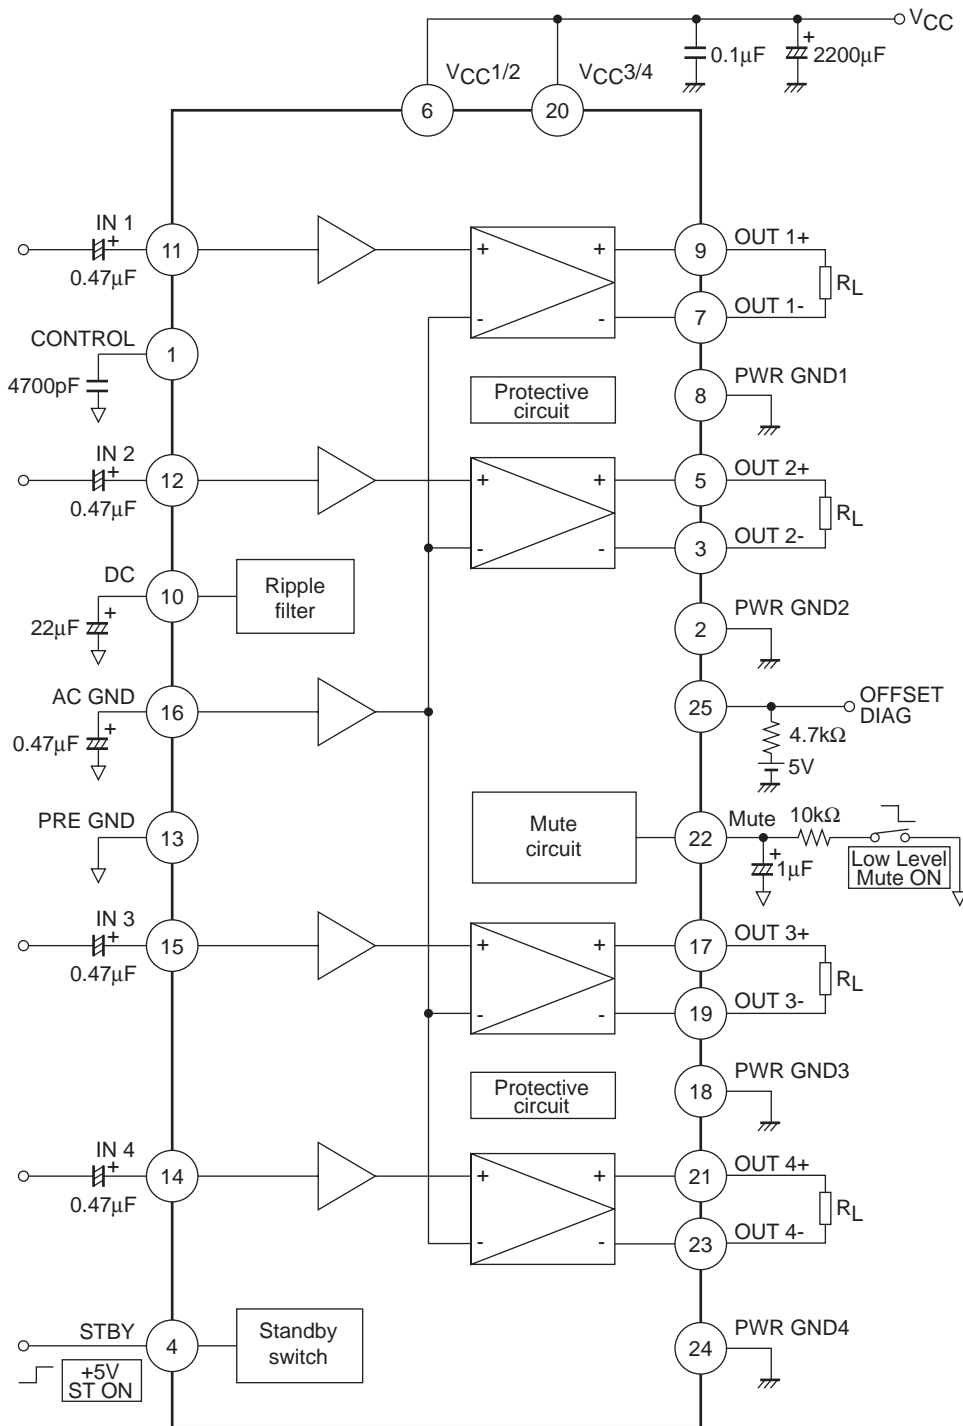 VCC
0.1µF
2200µF
VCC1/2
VCC3/4
6
20
IN 1
+
0.47µF
11
+
-
+
-
9
OUT 1+
RL
7
OUT 1-
CONTROL
1
4700pF
Protective
circuit
8
PWR GND1
IN 2
+
0.47µF
12
+
-
+
-
5
OUT 2+
RL
3
OUT 2-
DC
10
+
22µF
Ripple
filter
2
PWR GND2
AC GND
16
+
0.47µF
25
OFFSET
DIAG
4.7kΩ
5V
PRE GND
13
Mute
circuit
22
Mute
10kΩ
+
1µF
Low Level
Mute ON
IN 3
+
0.47µF
15
+
-
+
-
17
OUT 3+
RL
19
OUT 3-
Protective
circuit
18
PWR GND3
IN 4
+
0.47µF
14
+
-
+
-
21
OUT 4+
RL
23
OUT 4-
STBY
4
Standby
switch
+5V
ST ON
24
PWR GND4
+